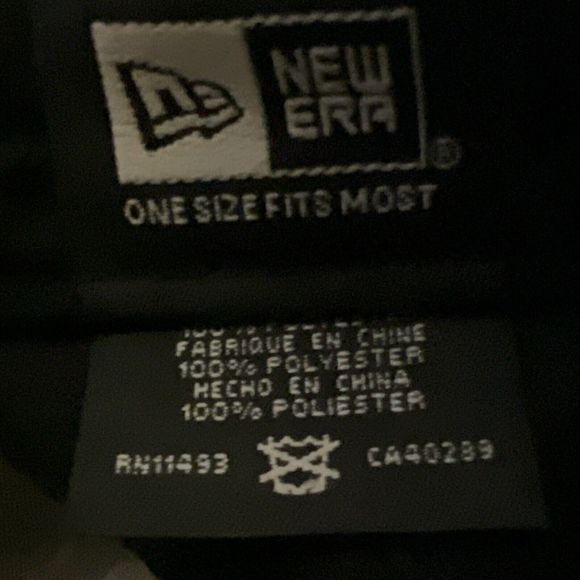 NEW
ERA
®
ONE SIZE FITS MOST
FABRIQUE EN CHINE
100% POLYESTER
HECHO EN CHINA
100% POLIESTER
RN11493 CA40289